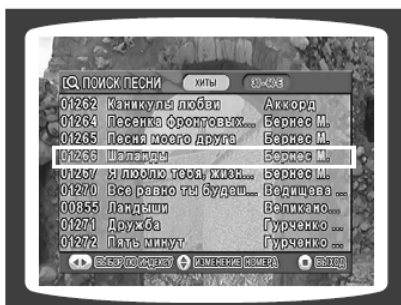 ПОИСК ПЕСНИ ХИТЫ 30-60-Е
01262 Каникулы любви Аккорд
01264 Песенка фронтовых... Бернес М.
01265 Песня моего друга Бернес М.
01266 Шаланды Бернес М.
01267 Я люблю тебя, жизн... Бернес М.
01270 Все равно ты будеш... Ведищева ...
00855 Ландыши Великано...
01271 Дружба Гурченко ...
01272 Пять минут Гурченко ...
ВЫБОР ПО ИНДЕКСУ ИЗМЕНЕНИЕ НОМЕРА ВЫХОД